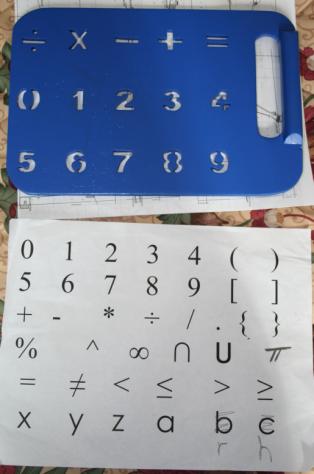 ÷ × − + =
0 1 2 3 4
5 6 7 8 9
0 1 2 3 4 ( )
5 6 7 8 9 [ ]
+ - * ÷ / . { }
% ^ ∞ ∩ U π
= ≠ < ≤ > ≥
x y z a b c
r h